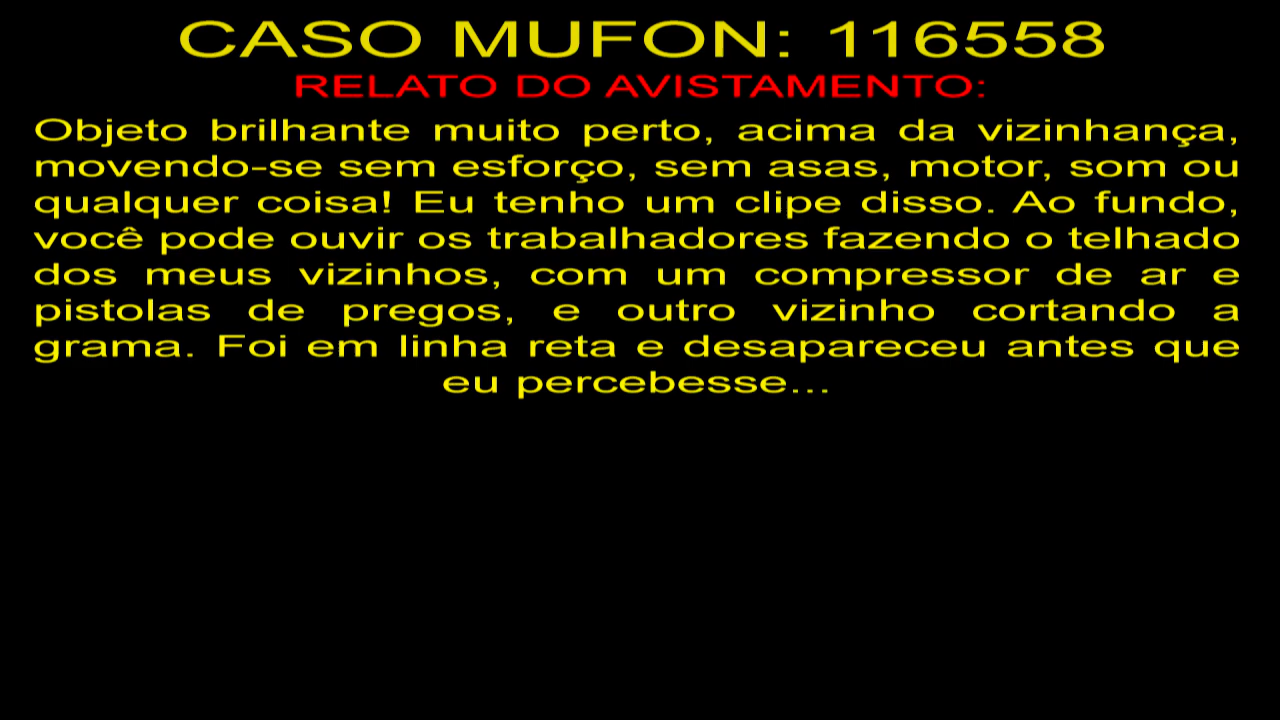 CASO MUFON: 116558
RELATO DO AVISTAMENTO:
Objeto brilhante muito perto, acima da vizinhança,
movendo-se sem esforço, sem asas, motor, som ou
qualquer coisa! Eu tenho um clipe disso. Ao fundo,
você pode ouvir os trabalhadores fazendo o telhado
dos meus vizinhos, com um compressor de ar e
pistolas de pregos, e outro vizinho cortando a
grama. Foi em linha reta e desapareceu antes que
eu percebesse...